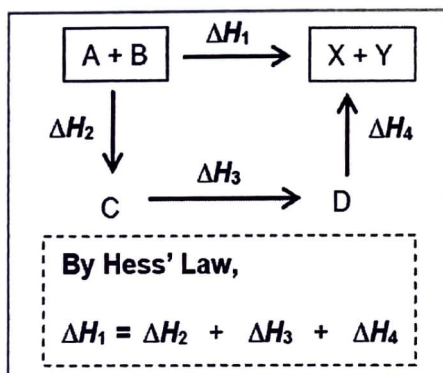 A + B
ΔH₁
X + Y
ΔH₂
ΔH₄
C
ΔH₃
D
By Hess' Law,
ΔH₁ = ΔH₂ + ΔH₃ + ΔH₄